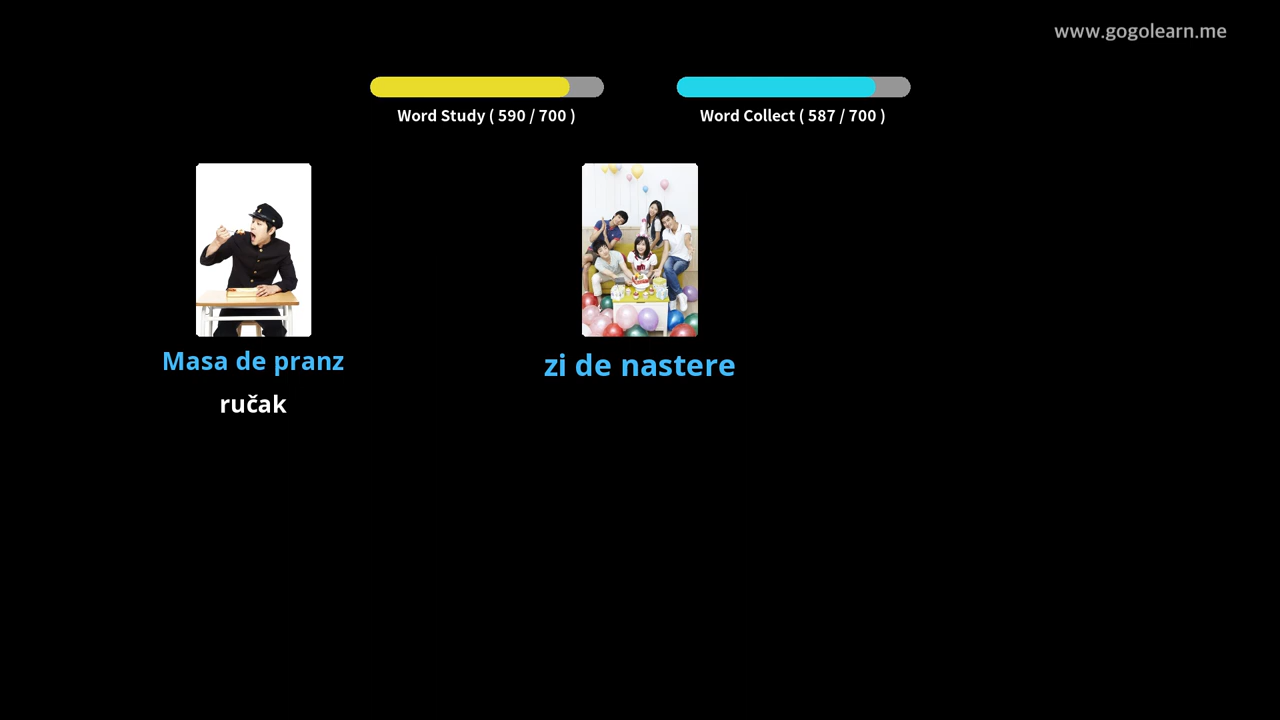 www.gogolearn.me
Word Study ( 590 / 700 )
Word Collect ( 587 / 700 )
Masa de pranz
ručak
zi de nastere